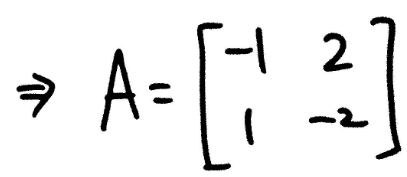 ⇒ A = [ -1 2
1 -2 ]